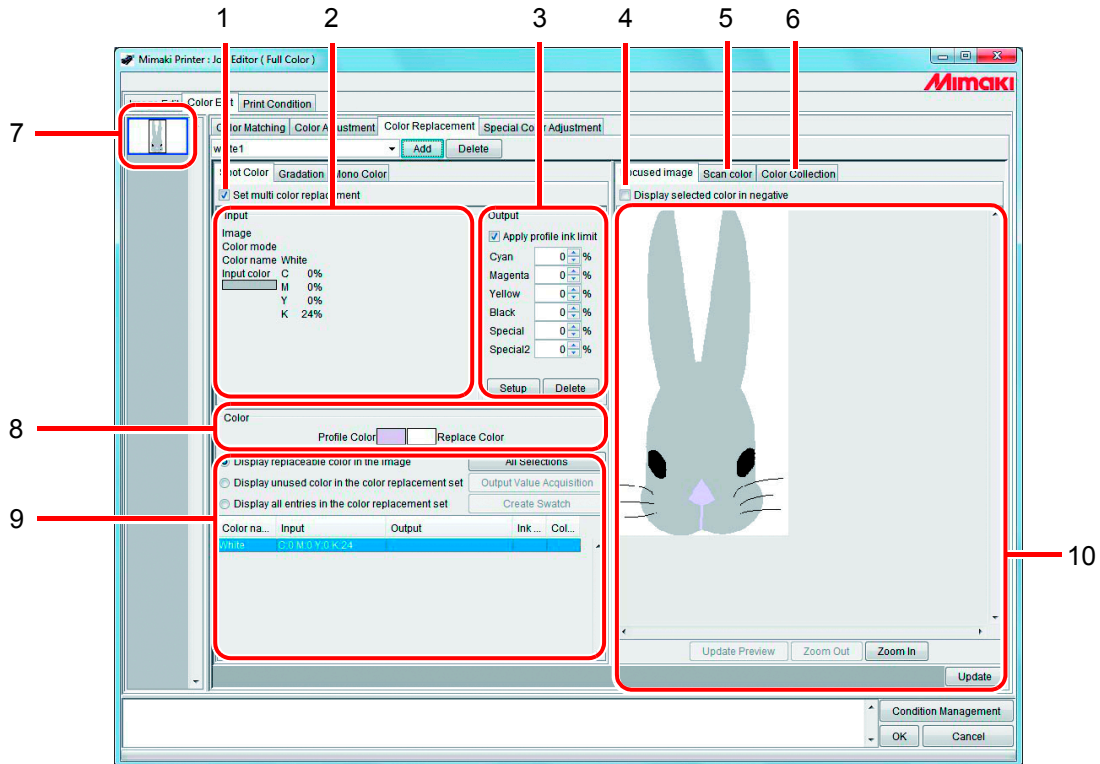 1 2 3 4 5 6
Mimaki Printer : Job Editor ( Full Color )
Mimaki
Image Edit Color Edit Print Condition
7
Color Matching Color Adjustment Color Replacement Special Color Adjustment
white1 Add Delete
Spot Color Gradation Mono Color
Focused image Scan color Color Collection
Set multi color replacement
Display selected color in negative
Input
Image
Color mode
Color name White
Input color C 0%
M 0%
Y 0%
K 24%
Output
Apply profile ink limit
Cyan 0 %
Magenta 0 %
Yellow 0 %
Black 0 %
Special 0 %
Special2 0 %
Setup Delete
8
Color
Profile Color Replace Color
9
Display replaceable color in the image All Selections
Display unused color in the color replacement set Output Value Acquisition
Display all entries in the color replacement set Create Swatch
Color na... Input Output Ink ... Col...
White C:0 M:0 Y:0 K:24
10
Update Preview Zoom Out Zoom In
Update
Condition Management
OK Cancel